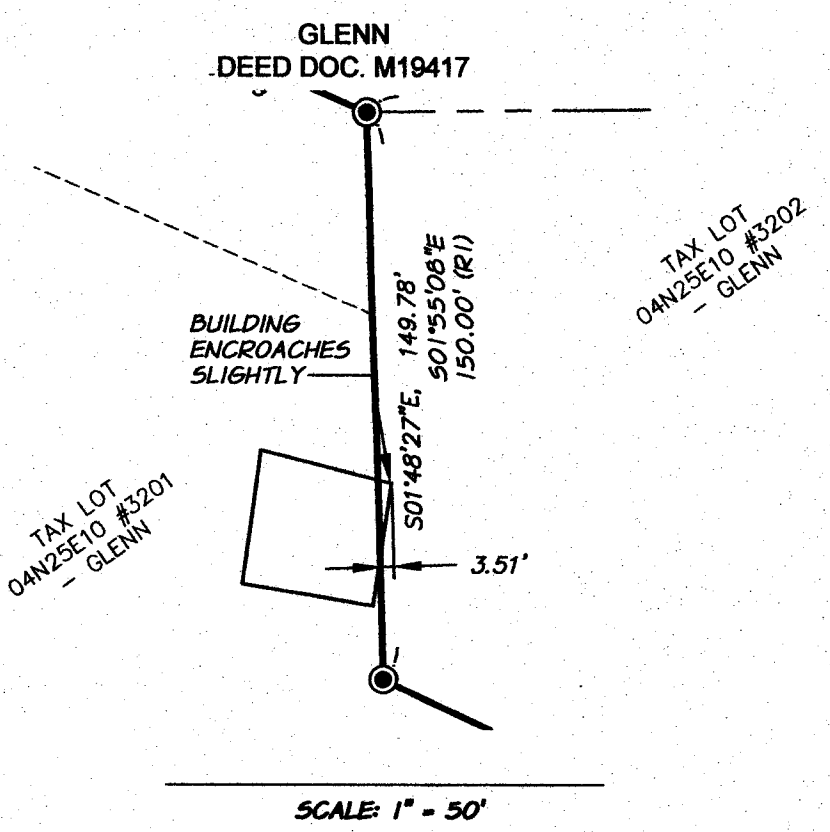 GLENN
DEED DOC. M19417
TAX LOT
04N25E10 #3202
- GLENN
S01°48'27"E, 149.78'
S01°55'08"E
150.00' (R1)
BUILDING
ENCROACHES
SLIGHTLY
TAX LOT
04N25E10 #3201
- GLENN
3.51'
SCALE: 1" = 50'